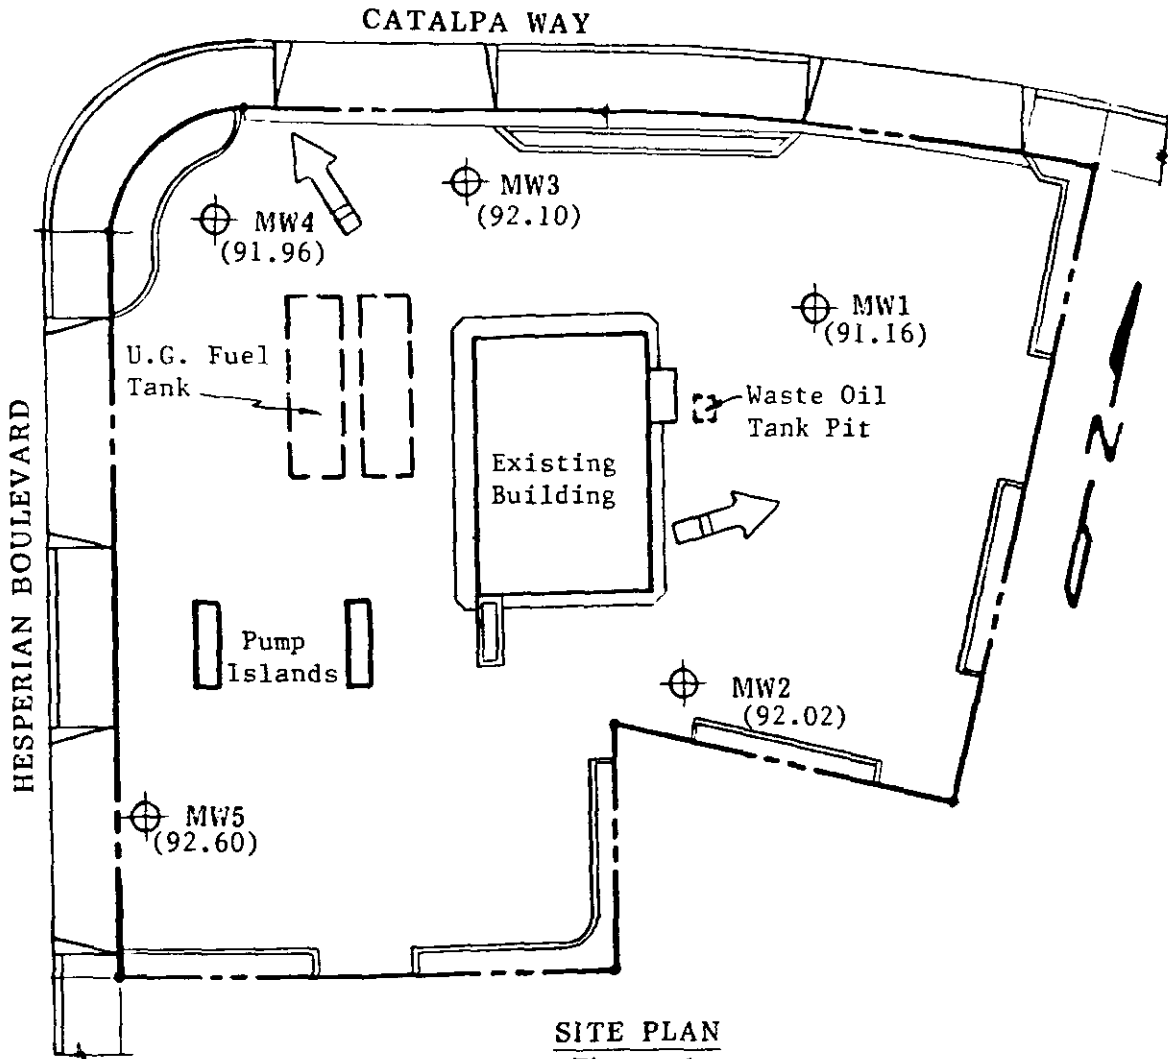 CATALPA WAY
MW3
(92.10)
MW4
(91.96)
MW1
(91.16)
U.G. Fuel
Tank
Waste Oil
Tank Pit
Existing
Building
N
HESPERIAN BOULEVARD
Pump
Islands
MW2
(92.02)
MW5
(92.60)
SITE PLAN